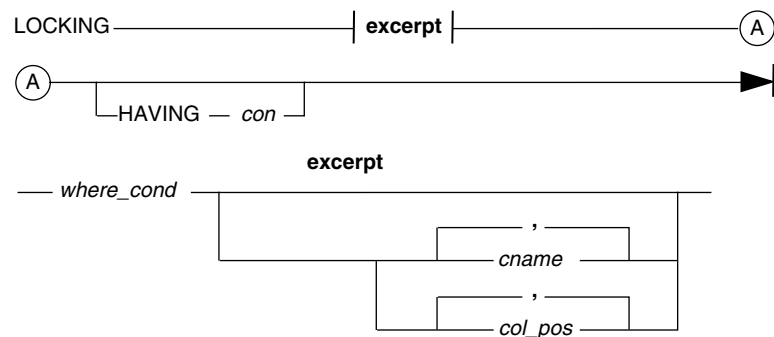 LOCKING excerpt A
A
HAVING con
excerpt
where_cond
,
cname
,
col_pos